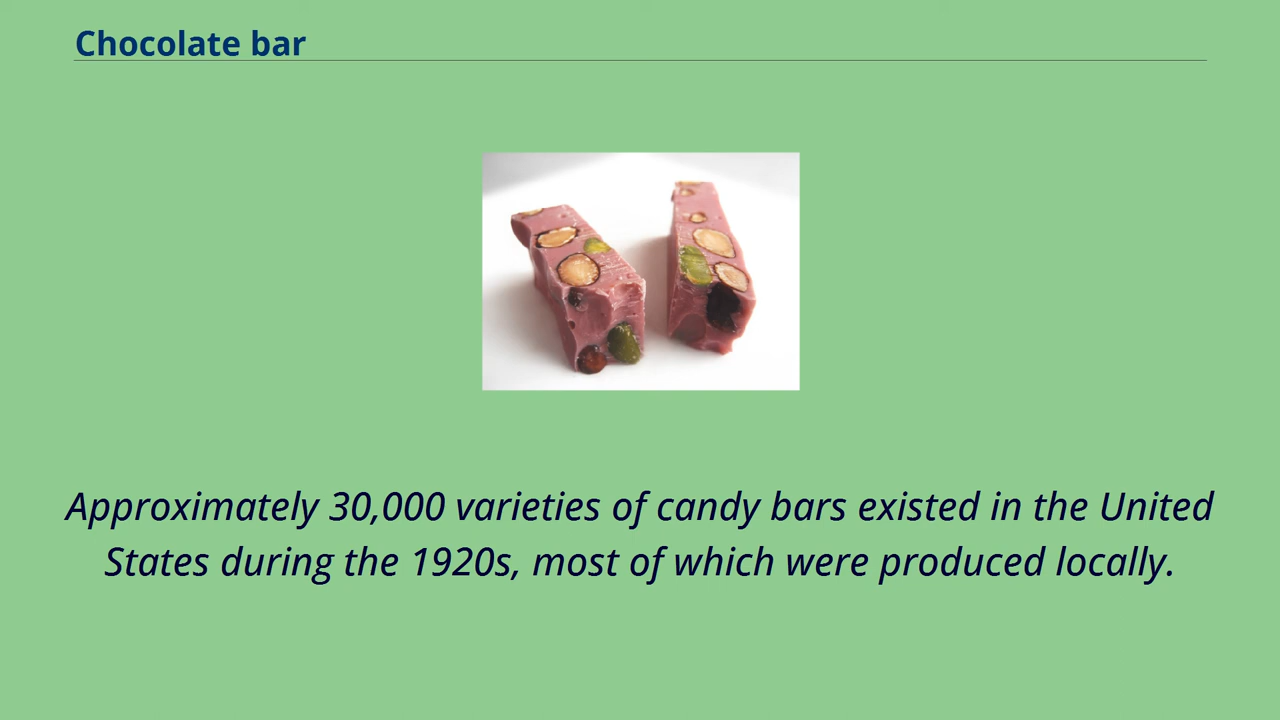 Chocolate bar
Approximately 30,000 varieties of candy bars existed in the United
States during the 1920s, most of which were produced locally.